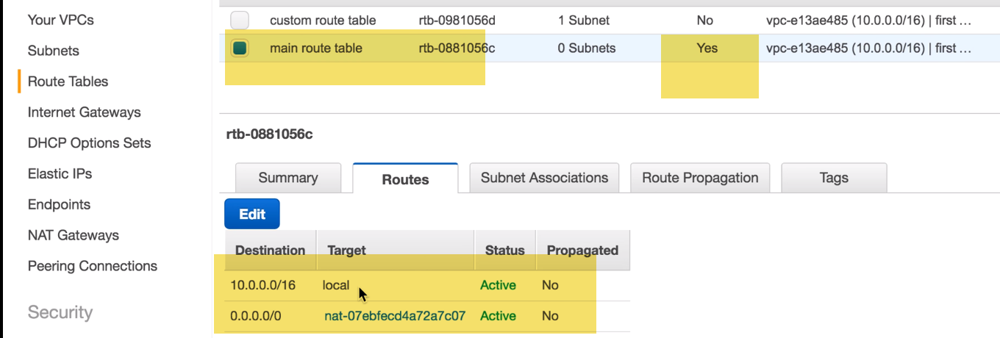 Your VPCs
Subnets
Route Tables
Internet Gateways
DHCP Options Sets
Elastic IPs
Endpoints
NAT Gateways
Peering Connections
Security
custom route table rtb-0981056d 1 Subnet No vpc-e13ae485 (10.0.0.0/16) | first ...
main route table rtb-0881056c 0 Subnets Yes vpc-e13ae485 (10.0.0.0/16) | first ...
rtb-0881056c
Summary Routes Subnet Associations Route Propagation Tags
Edit
Destination Target Status Propagated
10.0.0.0/16 local Active No
0.0.0.0/0 nat-07ebfecd4a72a7c07 Active No